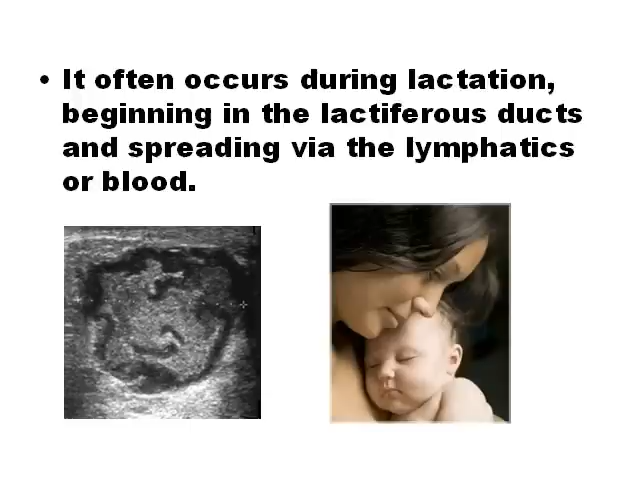 • It often occurs during lactation,
beginning in the lactiferous ducts
and spreading via the lymphatics
or blood.